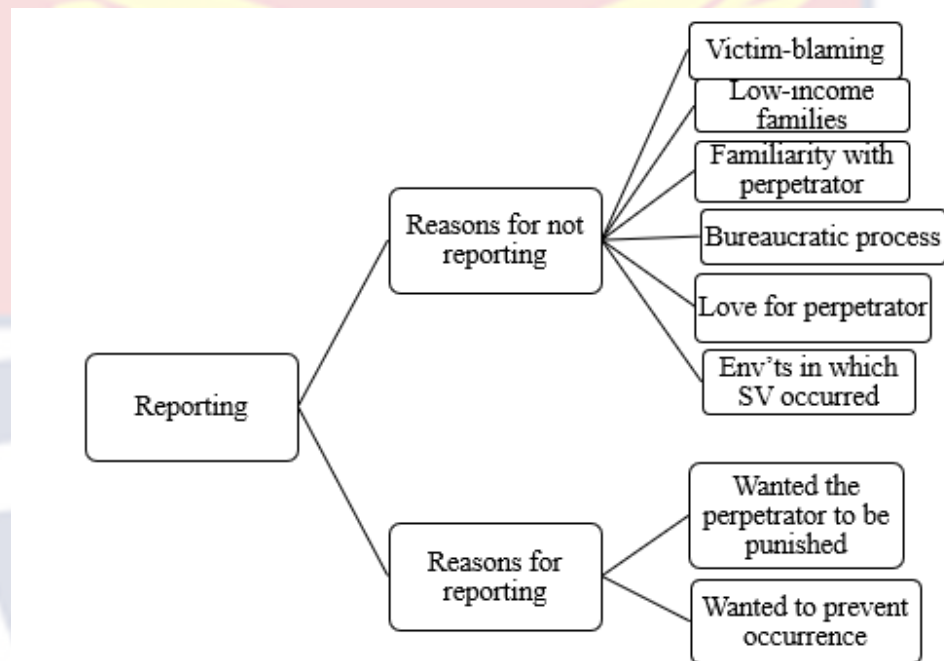 Reporting
Reasons for not
reporting
Victim-blaming
Low-income
families
Familiarity with
perpetrator
Bureaucratic process
Love for perpetrator
Env'ts in which
SV occurred
Reasons for
reporting
Wanted the
perpetrator to be
punished
Wanted to prevent
occurrence